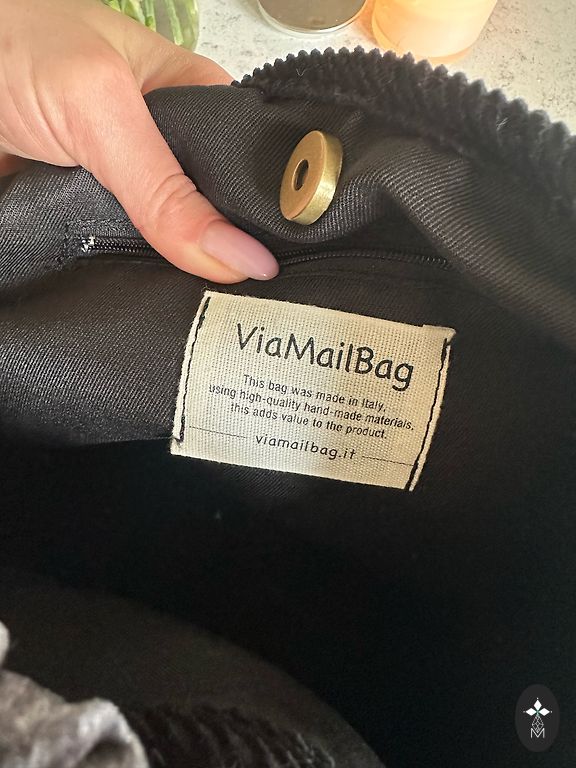 ViaMailBag
This bag was made in Italy,
using high-quality hand-made materials,
this adds value to the product.
viamailbag.it
M